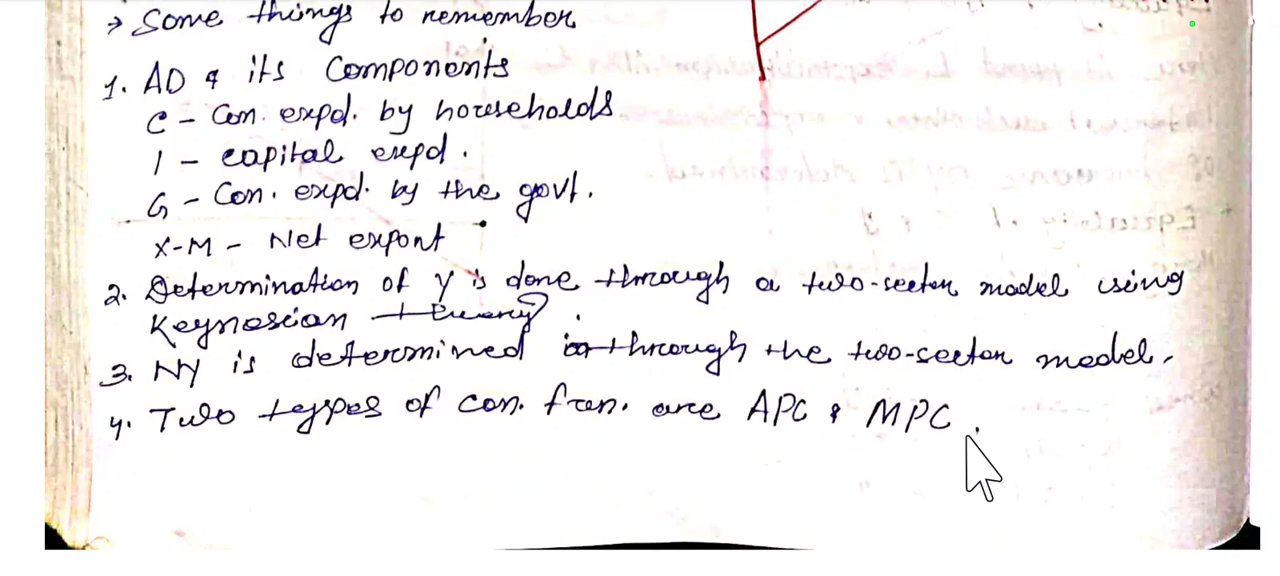 → Some things to remember
1. AD & its Components
C - Con. expd. by households
I - capital expd.
G - Con. expd. by the govt.
X-M - Net export
2. Determination of Y is done through a two-sector model using
Keynesian theory.
3. NY is determined through the two-sector model.
4. Two types of con. fun. are APC & MPC.